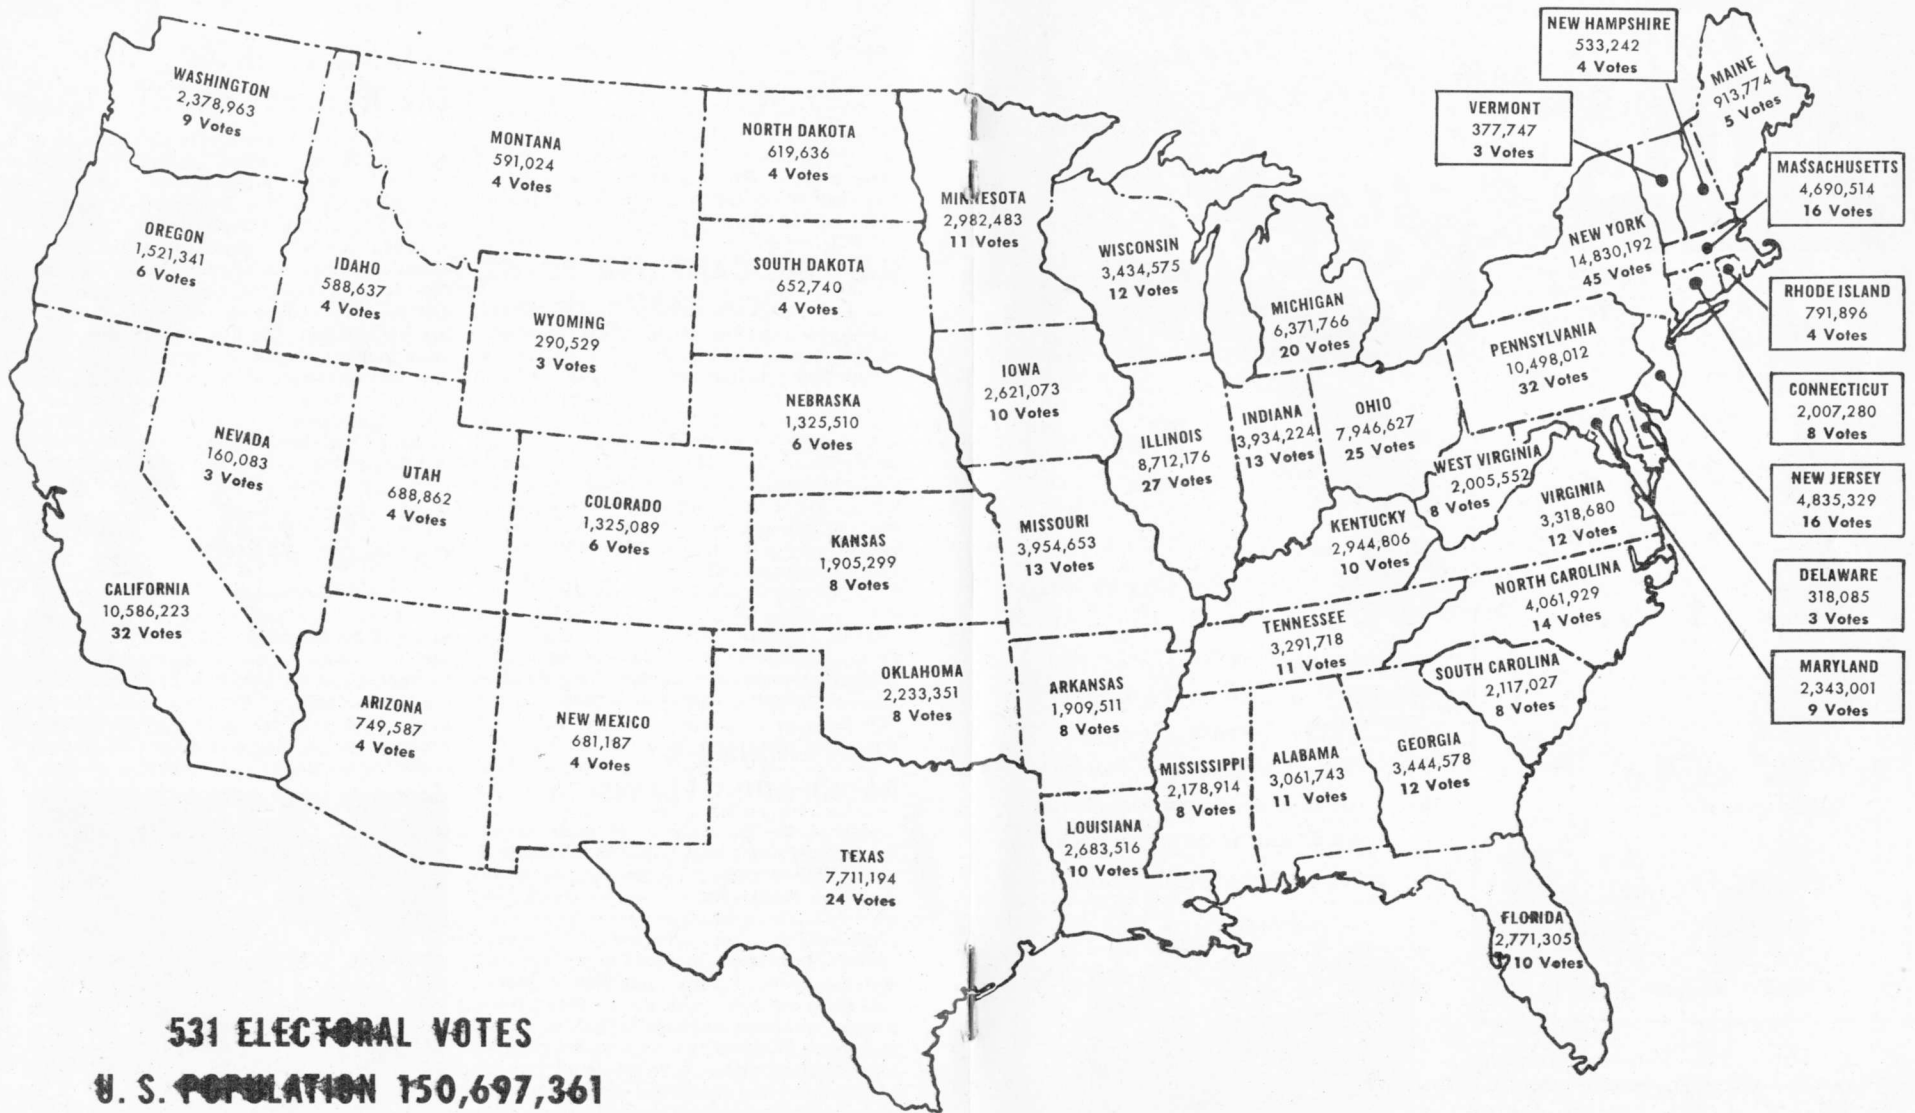 WASHINGTON
2,378,963
9 Votes
OREGON
1,521,341
6 Votes
IDAHO
588,637
4 Votes
MONTANA
591,024
4 Votes
NORTH DAKOTA
619,636
4 Votes
SOUTH DAKOTA
652,740
4 Votes
WYOMING
290,529
3 Votes
NEBRASKA
1,325,510
6 Votes
NEVADA
160,083
3 Votes
UTAH
688,862
4 Votes
COLORADO
1,325,089
6 Votes
KANSAS
1,905,299
8 Votes
CALIFORNIA
10,586,223
32 Votes
ARIZONA
749,587
4 Votes
NEW MEXICO
681,187
4 Votes
OKLAHOMA
2,233,351
8 Votes
TEXAS
7,711,194
24 Votes
MINNESOTA
2,982,483
11 Votes
IOWA
2,621,073
10 Votes
MISSOURI
3,954,653
13 Votes
ARKANSAS
1,909,511
8 Votes
LOUISIANA
2,683,516
10 Votes
WISCONSIN
3,434,575
12 Votes
ILLINOIS
8,712,176
27 Votes
MICHIGAN
6,371,766
20 Votes
INDIANA
3,934,224
13 Votes
OHIO
7,946,627
25 Votes
KENTUCKY
2,944,806
10 Votes
TENNESSEE
3,291,718
11 Votes
MISSISSIPPI
2,178,914
8 Votes
ALABAMA
3,061,743
11 Votes
GEORGIA
3,444,578
12 Votes
FLORIDA
2,771,305
10 Votes
SOUTH CAROLINA
2,117,027
8 Votes
NORTH CAROLINA
4,061,929
14 Votes
VIRGINIA
3,318,680
12 Votes
WEST VIRGINIA
2,005,552
8 Votes
PENNSYLVANIA
10,498,012
32 Votes
NEW YORK
14,830,192
45 Votes
VERMONT
377,747
3 Votes
NEW HAMPSHIRE
533,242
4 Votes
MAINE
913,774
5 Votes
MASSACHUSETTS
4,690,514
16 Votes
RHODE ISLAND
791,896
4 Votes
CONNECTICUT
2,007,280
8 Votes
NEW JERSEY
4,835,329
16 Votes
DELAWARE
318,085
3 Votes
MARYLAND
2,343,001
9 Votes
531 ELECTORAL VOTES
U. S. POPULATION 150,697,361